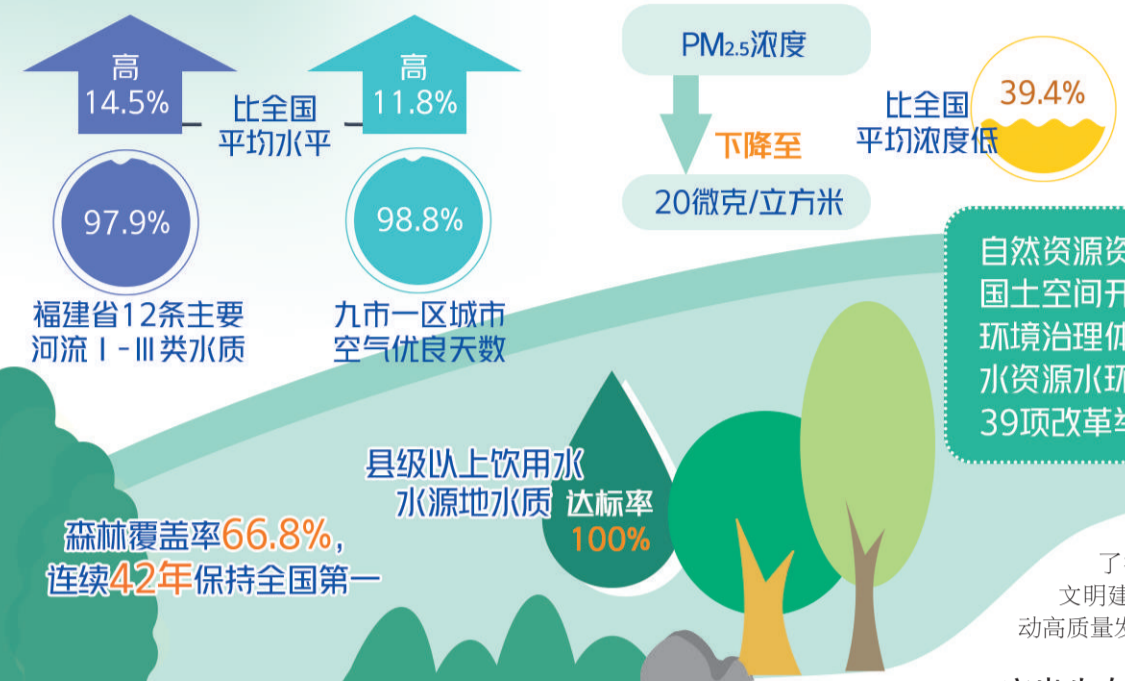 高
14.5%
比全国
平均水平
高
11.8%
97.9%
98.8%
福建省12条主要
河流Ⅰ-Ⅲ类水质
九市一区城市
空气优良天数
PM2.5浓度
下降至
20微克/立方米
比全国
平均浓度低
39.4%
自然资源资
国土空间开
环境治理体
水资源水环
39项改革举
县级以上饮用水
水源地水质
达标率
100%
森林覆盖率66.8%,
连续42年保持全国第一
文明建
动高质量发